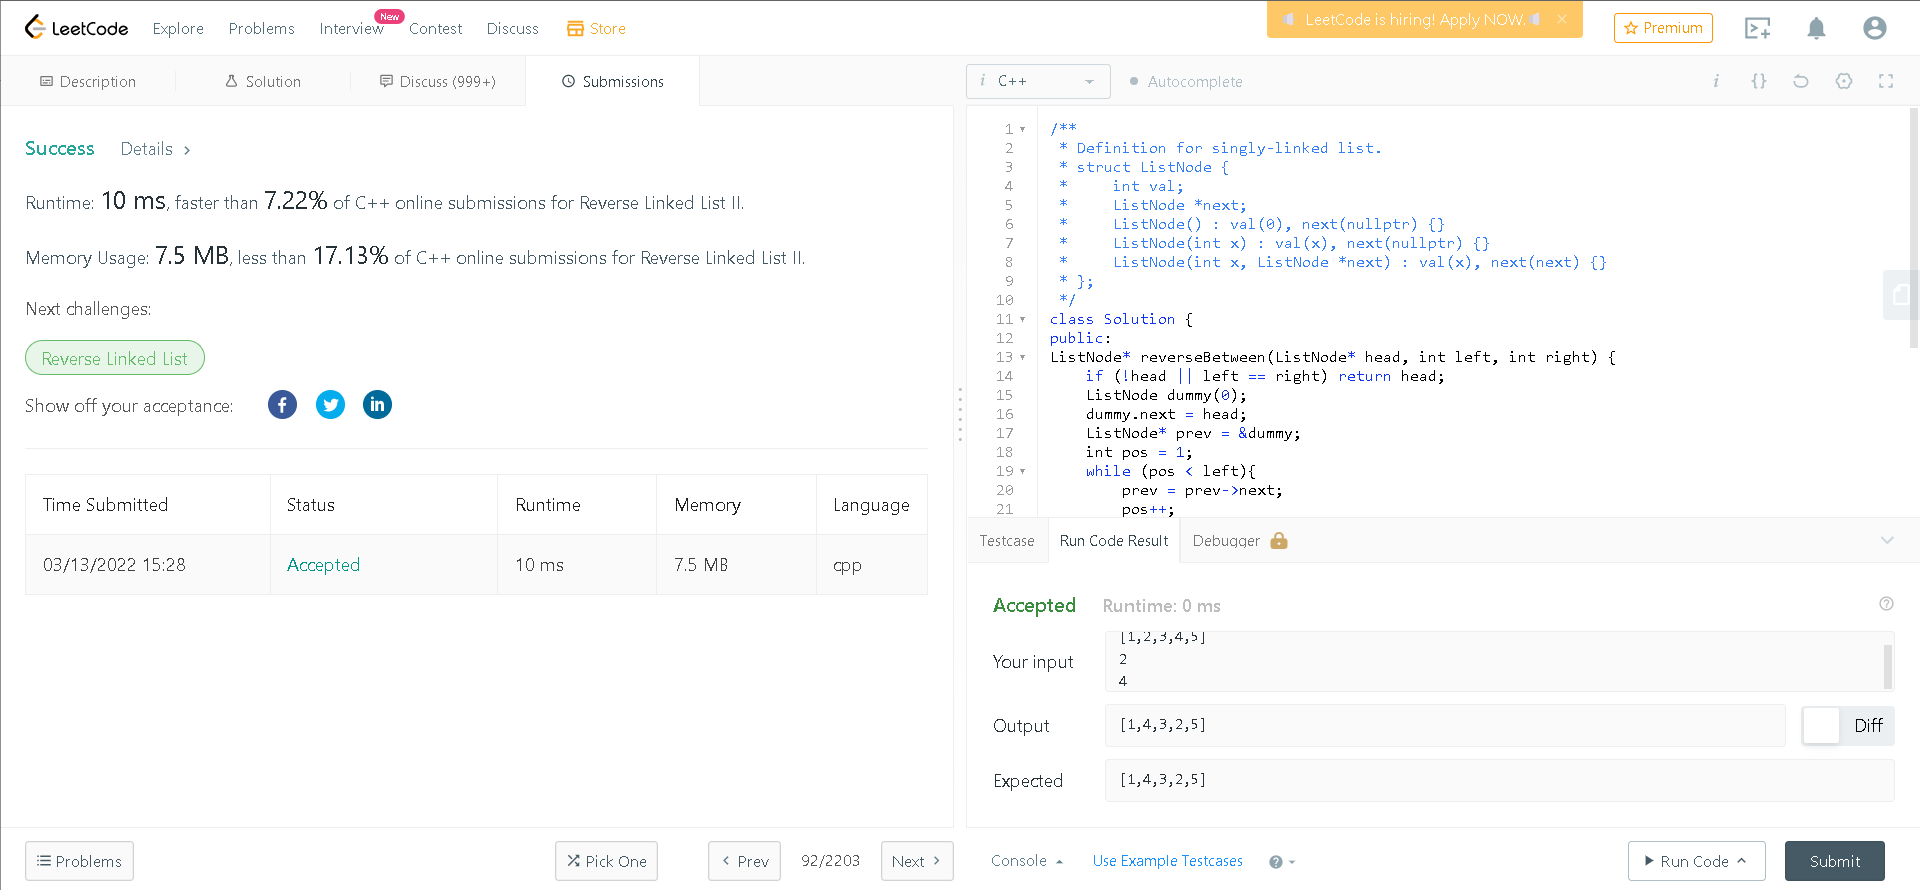 LeetCode
Explore
Problems
Interview
New
Contest
Discuss
Store
LeetCode is hiring! Apply NOW.
Premium
Description
Solution
Discuss (999+)
Submissions
Success
Details
Runtime: 10 ms, faster than 7.22% of C++ online submissions for Reverse Linked List II.
Memory Usage: 7.5 MB, less than 17.13% of C++ online submissions for Reverse Linked List II.
Next challenges:
Reverse Linked List
Show off your acceptance:
Time Submitted Status Runtime Memory Language
03/13/2022 15:28 Accepted 10 ms 7.5 MB cpp
Problems
Pick One
Prev
92/2203
Next
C++
Autocomplete
1 /**
2 * Definition for singly-linked list.
3 * struct ListNode {
4 *     int val;
5 *     ListNode *next;
6 *     ListNode() : val(0), next(nullptr) {}
7 *     ListNode(int x) : val(x), next(nullptr) {}
8 *     ListNode(int x, ListNode *next) : val(x), next(next) {}
9 * };
10 */
11 class Solution {
12 public:
13 ListNode* reverseBetween(ListNode* head, int left, int right) {
14     if (!head || left == right) return head;
15     ListNode dummy(0);
16     dummy.next = head;
17     ListNode* prev = &dummy;
18     int pos = 1;
19     while (pos < left){
20         prev = prev->next;
21         pos++;
Testcase
Run Code Result
Debugger
Accepted
Runtime: 0 ms
Your input
[1,2,3,4,5]
2
4
Output
[1,4,3,2,5]
Diff
Expected
[1,4,3,2,5]
Console
Use Example Testcases
Run Code
Submit